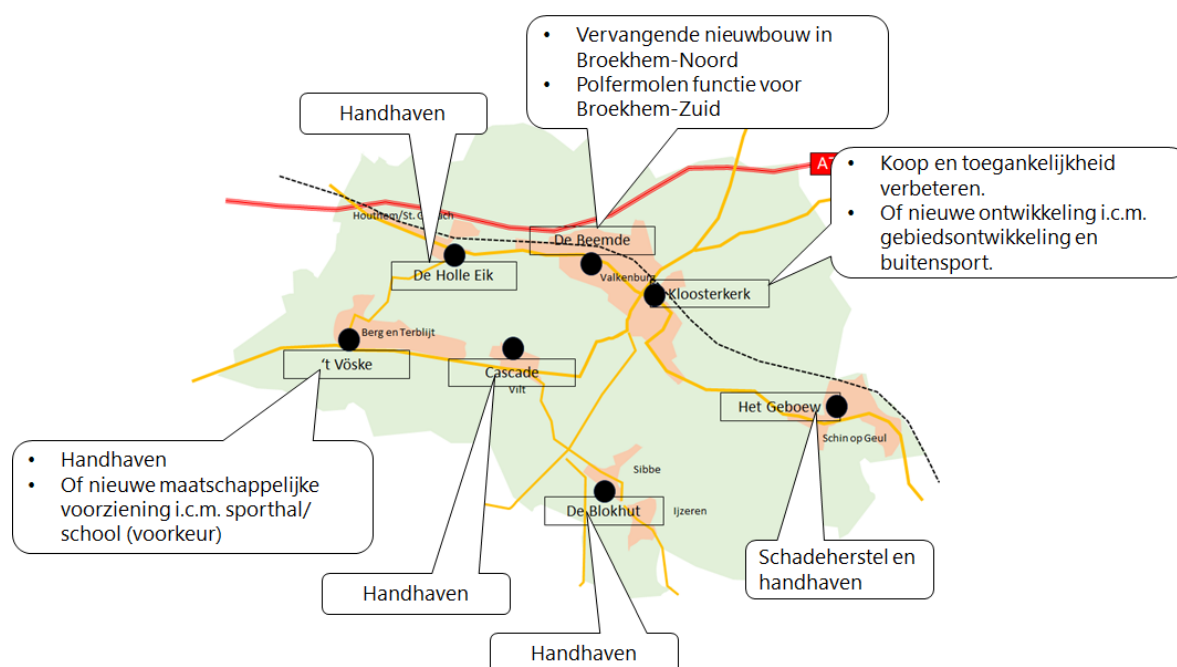 • Vervangende nieuwbouw in
Broekhem-Noord
• Polfermolen functie voor
Broekhem-Zuid
Handhaven
• Koop en toegankelijkheid
verbeteren.
• Of nieuwe ontwikkeling i.c.m.
gebiedsontwikkeling en
buitensport.
Houthem/St.
De Beemde
De Holle Eik
Valkenburg
Kloosterkerk
Berg en Terblijt
't Vöske
Cascade
Vilt
Het Geboew
Schin op Geul
• Handhaven
• Of nieuwe maatschappelijke
voorziening i.c.m. sporthal/
school (voorkeur)
Sibbe
De Blokhut
Ijzeren
Schadeherstel en
handhaven
Handhaven
Handhaven